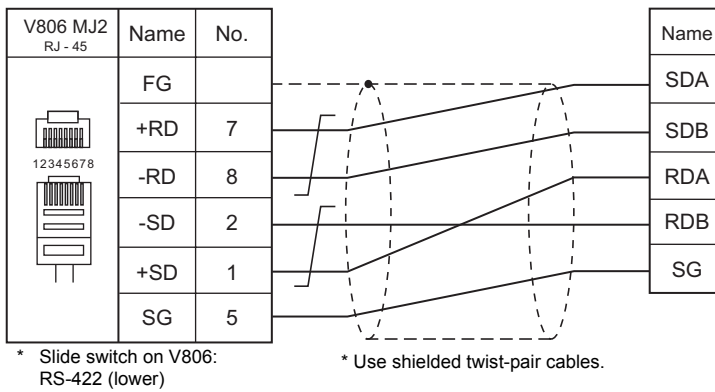 V806 MJ2
RJ - 45
Name No.
Name
FG
SDA
+RD 7
SDB
12345678
-RD 8
RDA
-SD 2
RDB
+SD 1
SG
SG 5
* Slide switch on V806:
RS-422 (lower)
* Use shielded twist-pair cables.